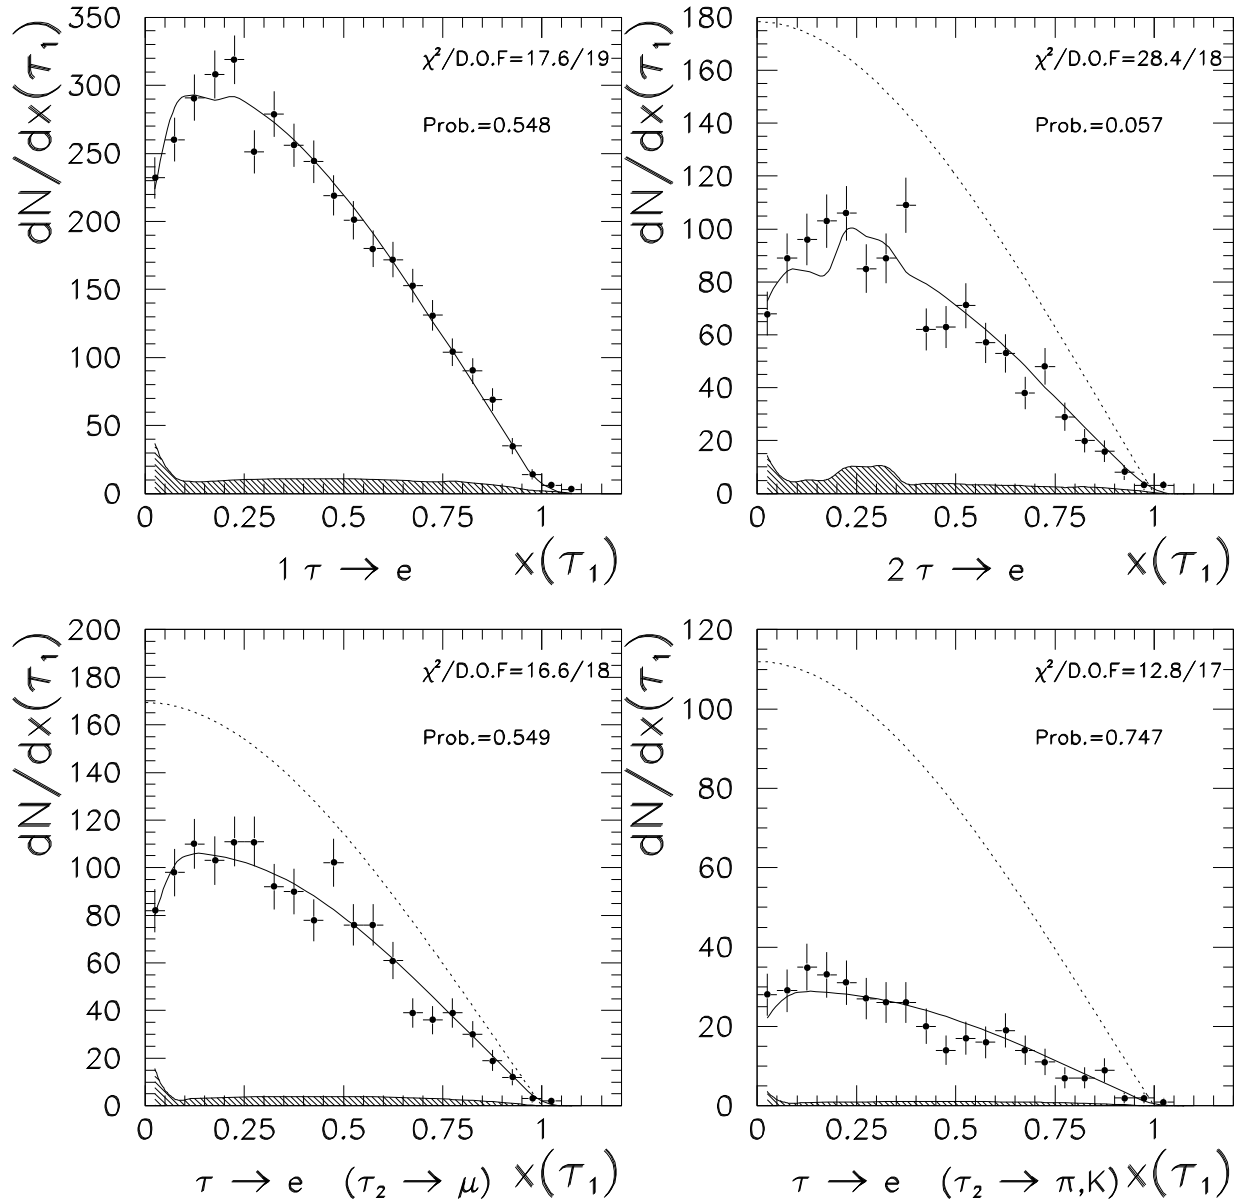 dN/dx(τ₁)
350
300
250
200
150
100
50
0
χ²/D.O.F=17.6/19
Prob.=0.548
0 0.25 0.5 0.75 1
1 τ → e x(τ₁)
dN/dx(τ₁)
180
160
140
120
100
80
60
40
20
0
χ²/D.O.F=28.4/18
Prob.=0.057
0 0.25 0.5 0.75 1
2 τ → e x(τ₁)
dN/dx(τ₁)
200
180
160
140
120
100
80
60
40
20
0
χ²/D.O.F=16.6/18
Prob.=0.549
0 0.25 0.5 0.75 1
τ → e (τ₂ → μ) x(τ₁)
dN/dx(τ₁)
120
100
80
60
40
20
0
χ²/D.O.F=12.8/17
Prob.=0.747
0 0.25 0.5 0.75 1
τ → e (τ₂ → π,K) x(τ₁)